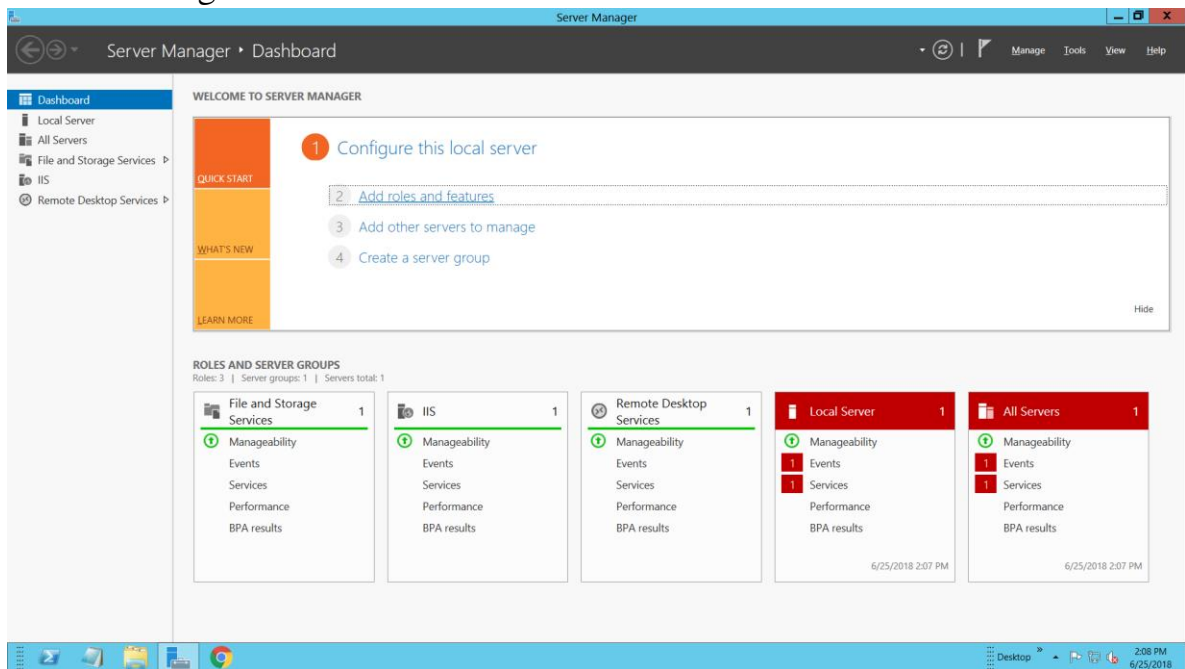 Server Manager
Server Manager ‣ Dashboard
Manage Tools View Help
Dashboard
Local Server
All Servers
File and Storage Services
IIS
Remote Desktop Services
WELCOME TO SERVER MANAGER
QUICK START
WHAT'S NEW
LEARN MORE
1 Configure this local server
2 Add roles and features
3 Add other servers to manage
4 Create a server group
Hide
ROLES AND SERVER GROUPS
Roles: 3 | Server groups: 1 | Servers total: 1
File and Storage
Services 1
Manageability
Events
Services
Performance
BPA results
IIS 1
Manageability
Events
Services
Performance
BPA results
Remote Desktop
Services 1
Manageability
Events
Services
Performance
BPA results
Local Server 1
Manageability
1 Events
1 Services
Performance
BPA results
6/25/2018 2:07 PM
All Servers 1
Manageability
1 Events
1 Services
Performance
BPA results
6/25/2018 2:07 PM
Desktop »
2:08 PM
6/25/2018